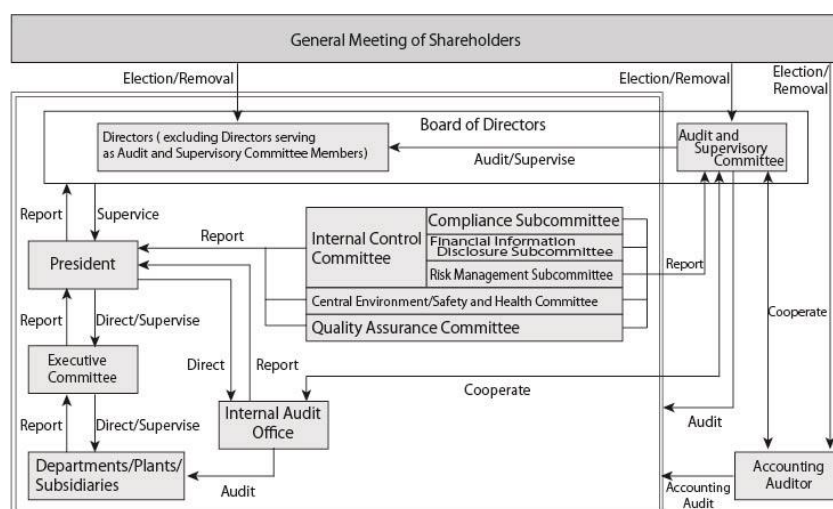 General Meeting of Shareholders
Election/Removal
Election/Removal
Election/
Removal
Board of Directors
Directors ( excluding Directors serving
as Audit and Supervisory Committee Members)
Audit/Supervise
Audit and
Supervisory
Committee
Report
Supervice
Report
Internal Control
Committee
Compliance Subcommittee
Financial Information
Disclosure Subcommittee
Risk Management Subcommittee
Report
President
Central Environment/Safety and Health Committee
Quality Assurance Committee
Cooperate
Report
Direct/Supervise
Direct
Report
Executive
Committee
Cooperate
Internal Audit
Office
Report
Direct/Supervise
Audit
Departments/Plants/
Subsidiaries
Audit
Accounting
Audit
Accounting
Auditor